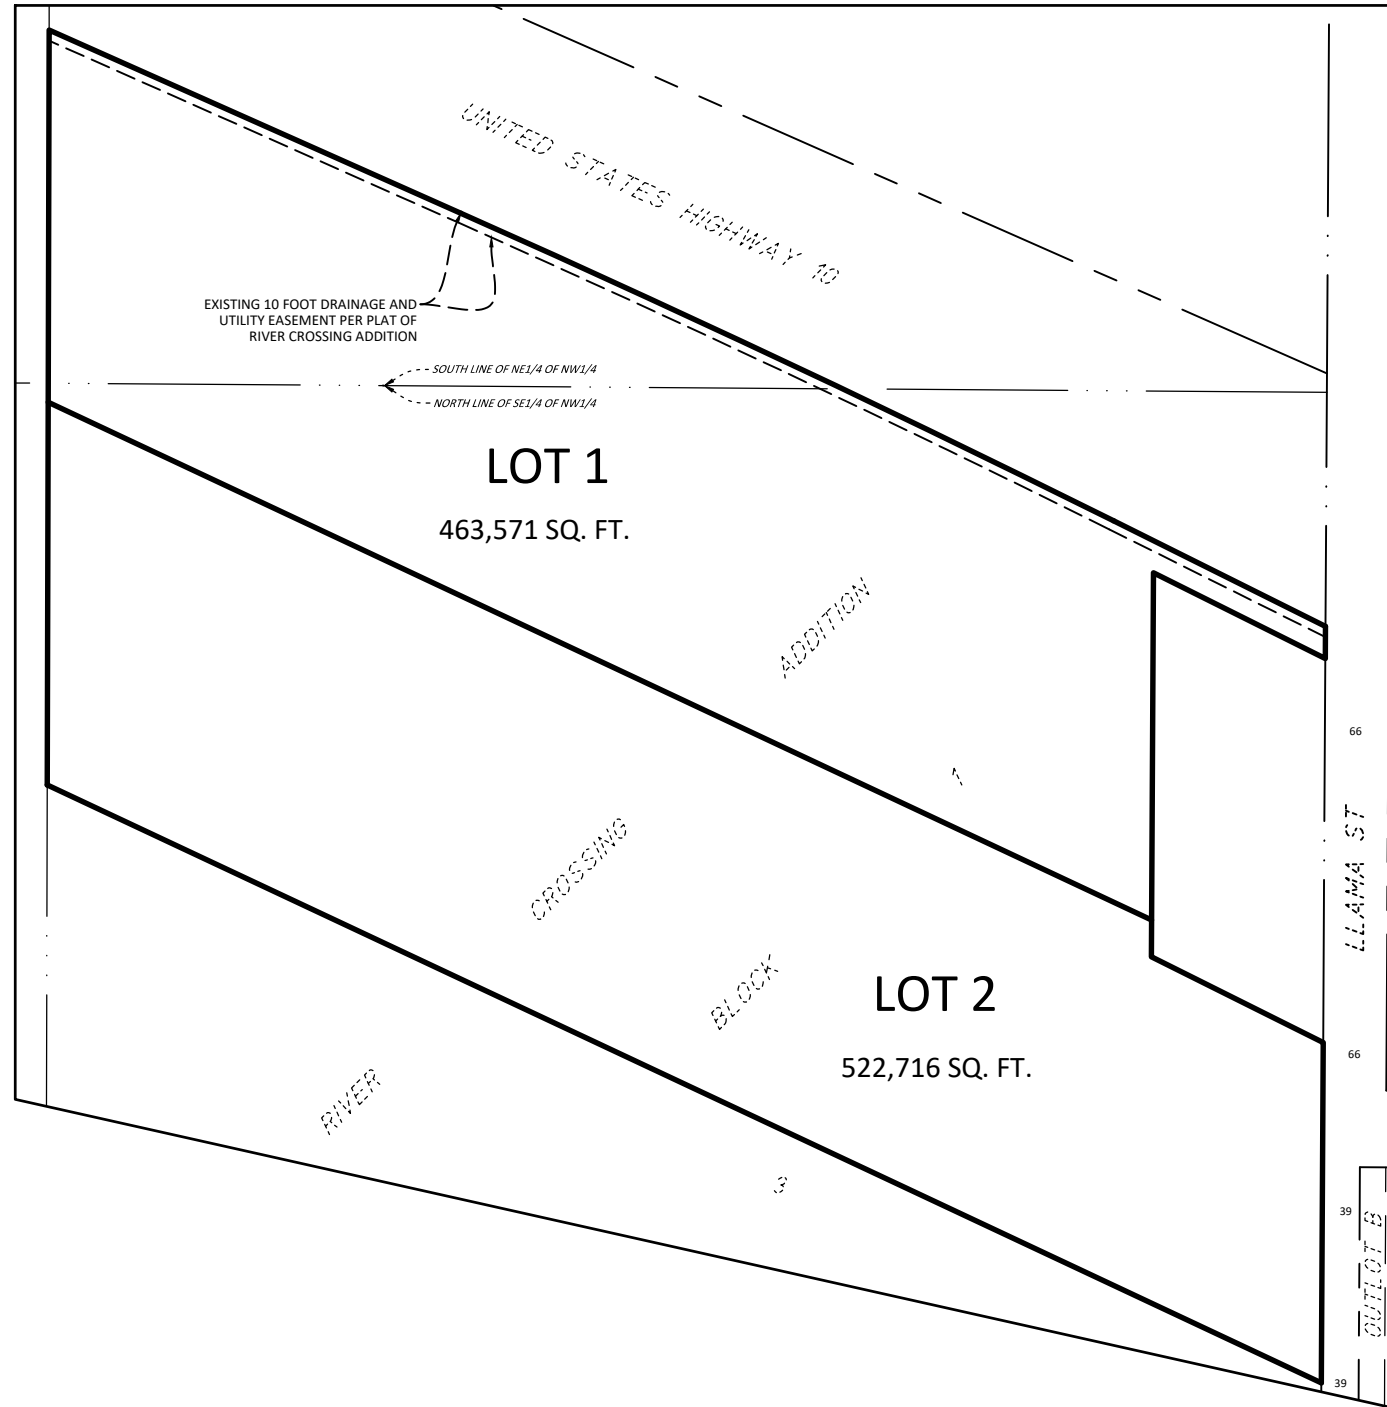 UNITED STATES HIGHWAY 10
EXISTING 10 FOOT DRAINAGE AND
UTILITY EASEMENT PER PLAT OF
RIVER CROSSING ADDITION
SOUTH LINE OF NE1/4 OF NW1/4
NORTH LINE OF SE1/4 OF NW1/4
LOT 1
463,571 SQ. FT.
ADDITION
66
1
LLAMA ST
CROSSING
BLOCK
LOT 2
522,716 SQ. FT.
66
RIVER
3
39
OUTLOT B
39